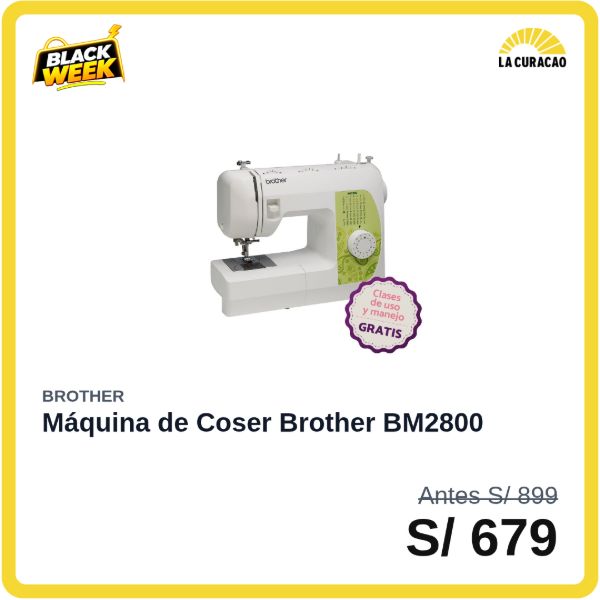 BLACK
WEEK
LA CURACAO
brother
Clases
de uso
y manejo
GRATIS
BROTHER
Máquina de Coser Brother BM2800
Antes S/ 899
S/ 679